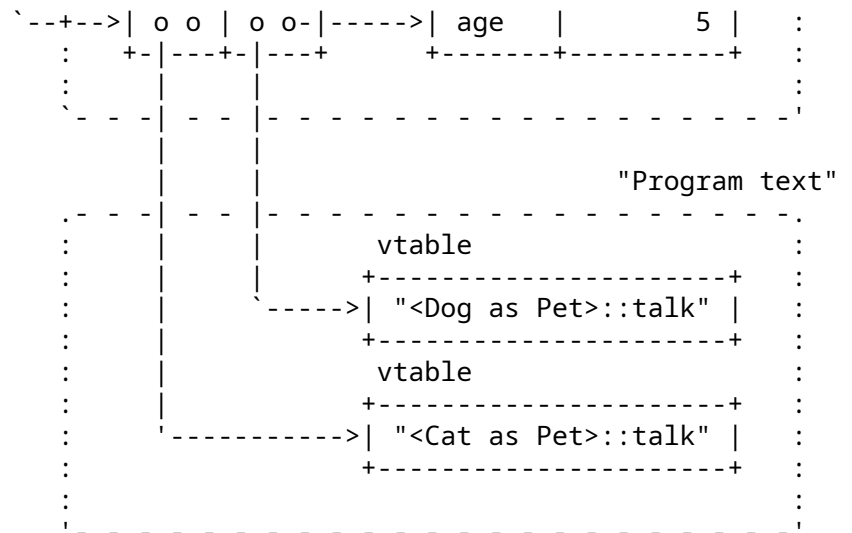 `--+-->| o o | o o-|----->| age   |        5 |   :
   :   +-|---+-|---+      +-------+----------+   :
   :     |     |                                 :
   `- - -| - - |- - - - - - - - - - - - - - - - -'
         |     |
         |     |                      "Program text"
   .- - -| - - |- - - - - - - - - - - - - - - - -.
   :     |     |       vtable                    :
   :     |     |      +----------------------+   :
   :     |     `----->| "<Dog as Pet>::talk" |   :
   :     |            +----------------------+   :
   :     |             vtable                    :
   :     |            +----------------------+   :
   :     '----------->| "<Cat as Pet>::talk" |   :
   :                  +----------------------+   :
   :                                             :
   '- - - - - - - - - - - - - - - - - - - - - - -'